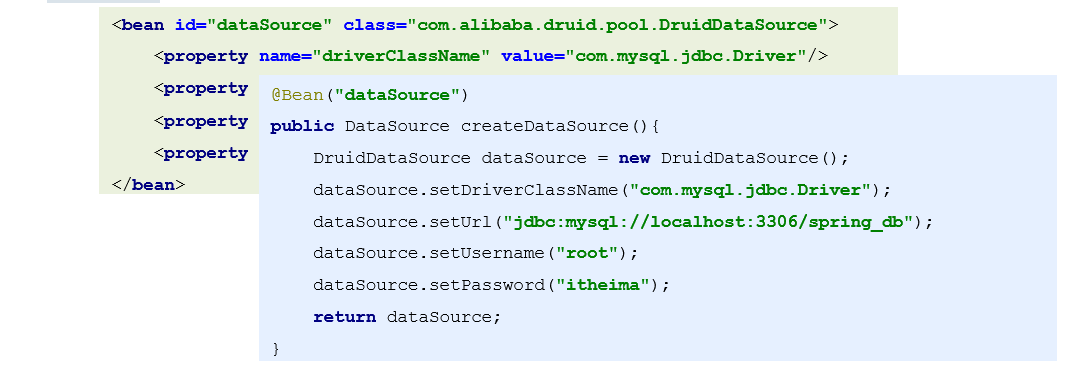 <bean id="dataSource" class="com.alibaba.druid.pool.DruidDataSource">
<property name="driverClassName" value="com.mysql.jdbc.Driver"/>
<property
<property
<property
</bean>
@Bean("dataSource")
public DataSource createDataSource(){
DruidDataSource dataSource = new DruidDataSource();
dataSource.setDriverClassName("com.mysql.jdbc.Driver");
dataSource.setUrl("jdbc:mysql://localhost:3306/spring_db");
dataSource.setUsername("root");
dataSource.setPassword("itheima");
return dataSource;
}